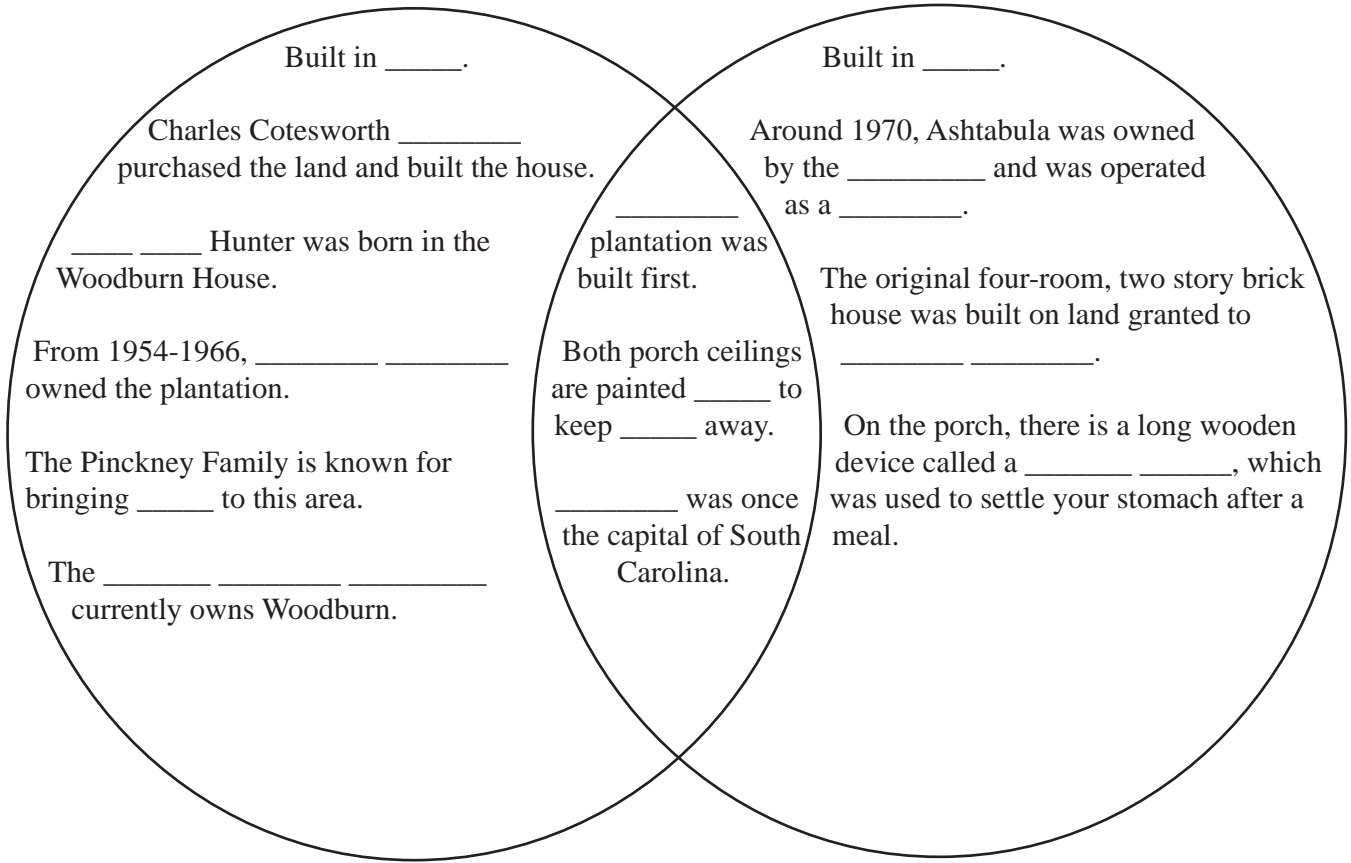 Built in _____.
Charles Cotesworth ________
purchased the land and built the house.
____ ____ Hunter was born in the
Woodburn House.
From 1954-1966, ________ ________
owned the plantation.
The Pinckney Family is known for
bringing _____ to this area.
The _______ ________ _________
currently owns Woodburn.
________
plantation was
built first.
Both porch ceilings
are painted _____ to
keep _____ away.
________ was once
the capital of South
Carolina.
Built in _____.
Around 1970, Ashtabula was owned
by the _________ and was operated
as a ________.
The original four-room, two story brick
house was built on land granted to
________ ________.
On the porch, there is a long wooden
device called a _______ ______, which
was used to settle your stomach after a
meal.